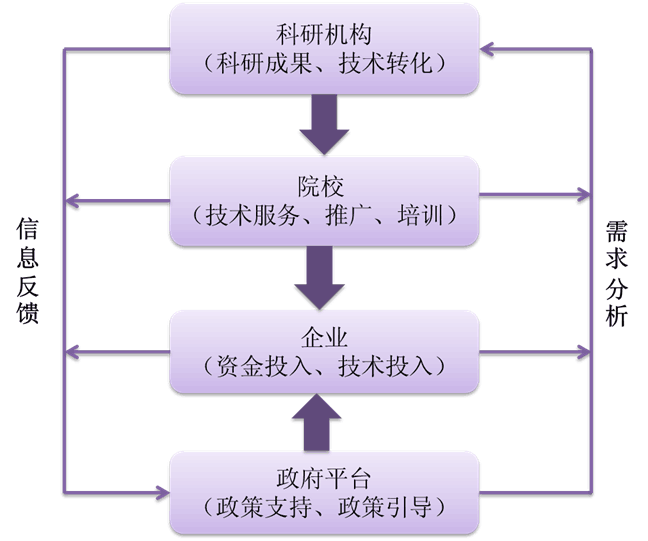 科研机构
（科研成果、技术转化）
院校
（技术服务、推广、培训）
信息反馈
需求分析
企业
（资金投入、技术投入）
政府平台
（政策支持、政策引导）